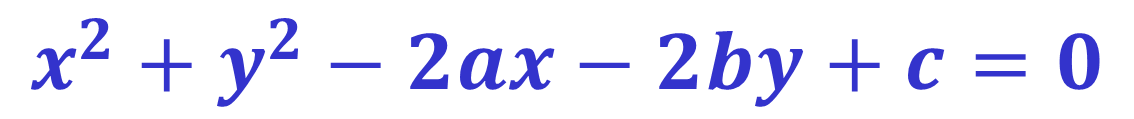 x² + y² − 2ax − 2by + c = 0